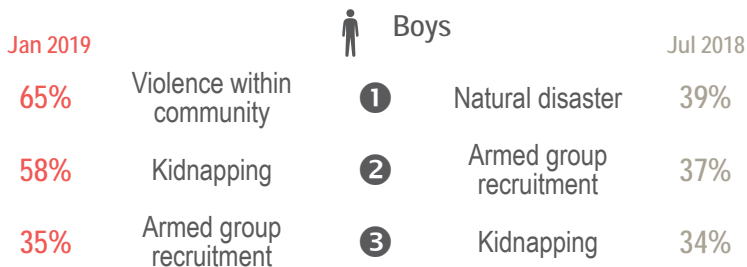 Boys
Jan 2019
Jul 2018
65%
Violence within
community
1
Natural disaster
39%
58%
Kidnapping
2
Armed group
recruitment
37%
35%
Armed group
recruitment
3
Kidnapping
34%